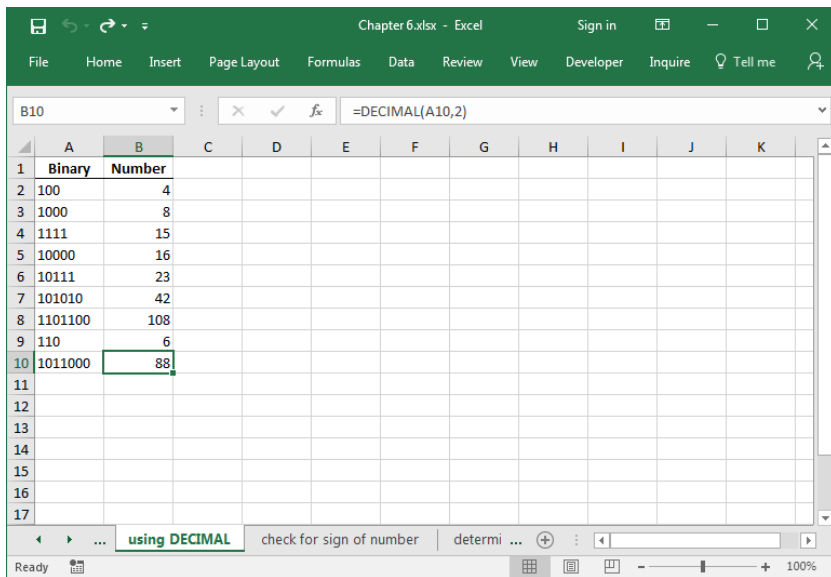 Chapter 6.xlsx - Excel Sign in
File Home Insert Page Layout Formulas Data Review View Developer Inquire Tell me
B10 fx =DECIMAL(A10,2)
A B C D E F G H I J K
1 Binary Number
2 100 4
3 1000 8
4 1111 15
5 10000 16
6 10111 23
7 101010 42
8 1101100 108
9 110 6
10 1011000 88
11
12
13
14
15
16
17
... using DECIMAL check for sign of number determi ...
Ready 100%